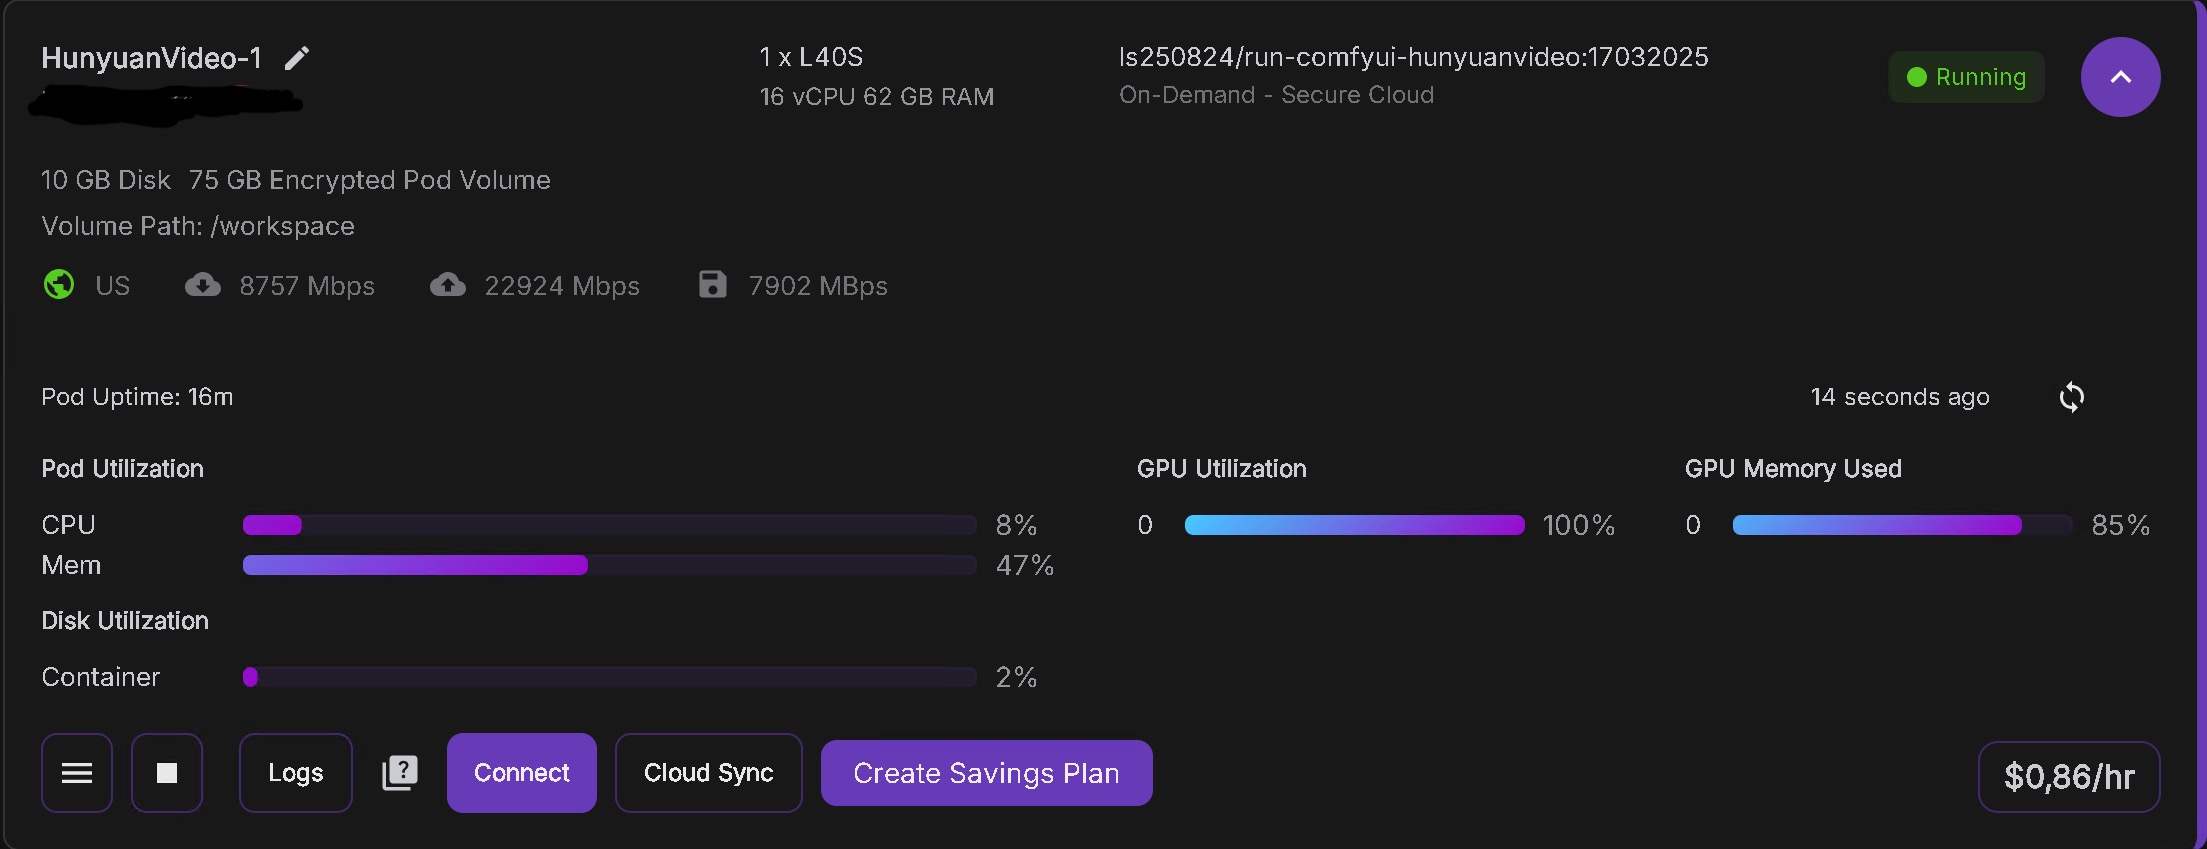 HunyuanVideo-1
1 x L40S
16 vCPU 62 GB RAM
ls250824/run-comfyui-hunyuanvideo:17032025
On-Demand - Secure Cloud
Running
10 GB Disk 75 GB Encrypted Pod Volume
Volume Path: /workspace
US 8757 Mbps 22924 Mbps 7902 MBps
Pod Uptime: 16m
14 seconds ago
Pod Utilization
CPU 8%
Mem 47%
GPU Utilization
0 100%
GPU Memory Used
0 85%
Disk Utilization
Container 2%
Logs
?
Connect
Cloud Sync
Create Savings Plan
$0,86/hr